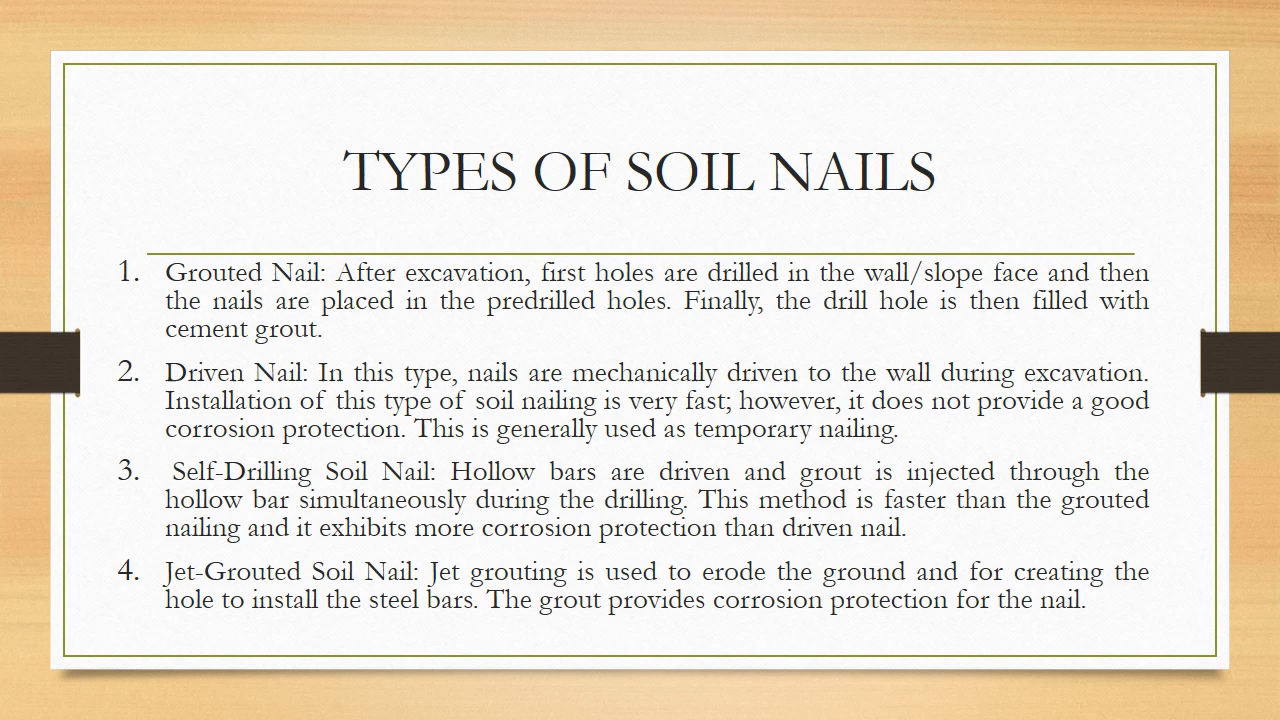 TYPES OF SOIL NAILS
1. Grouted Nail: After excavation, first holes are drilled in the wall/slope face and then
the nails are placed in the predrilled holes. Finally, the drill hole is then filled with
cement grout.
2. Driven Nail: In this type, nails are mechanically driven to the wall during excavation.
Installation of this type of soil nailing is very fast; however, it does not provide a good
corrosion protection. This is generally used as temporary nailing.
3. Self-Drilling Soil Nail: Hollow bars are driven and grout is injected through the
hollow bar simultaneously during the drilling. This method is faster than the grouted
nailing and it exhibits more corrosion protection than driven nail.
4. Jet-Grouted Soil Nail: Jet grouting is used to erode the ground and for creating the
hole to install the steel bars. The grout provides corrosion protection for the nail.